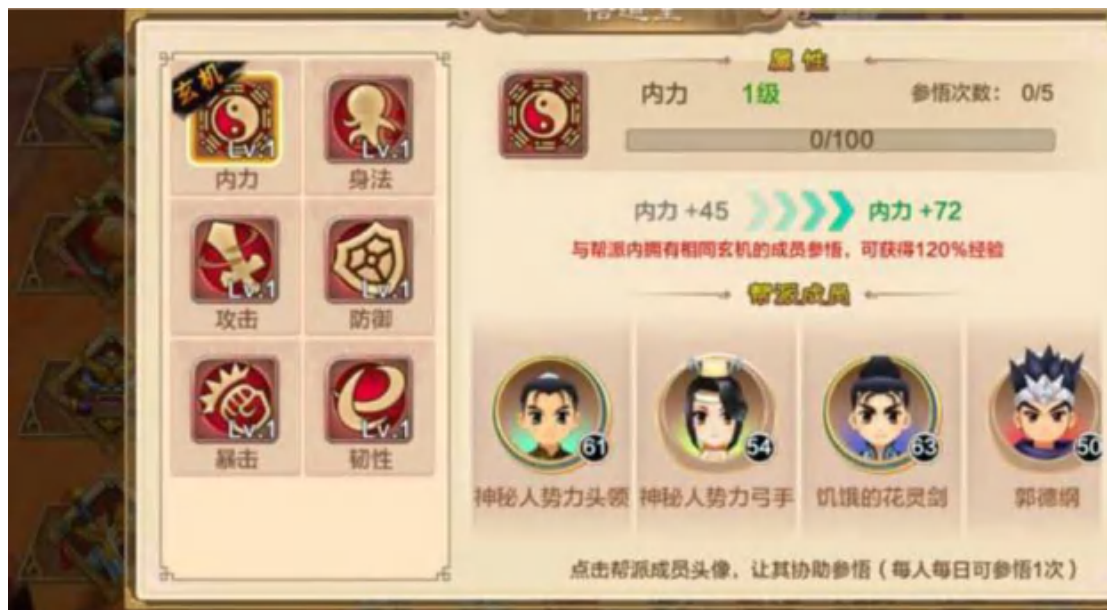 玄机
Lv.1
内力
Lv.1
身法
Lv.1
攻击
Lv.1
防御
Lv.1
暴击
Lv.1
韧性
属性
内力 1级 参悟次数： 0/5
0/100
内力 +45 内力 +72
与帮派内拥有相同玄机的成员参悟，可获得120%经验
帮派成员
61 54 63 50
神秘人势力头领 神秘人势力弓手 饥饿的花灵剑 郭德纲
点击帮派成员头像，让其协助参悟（每人每日可参悟1次）